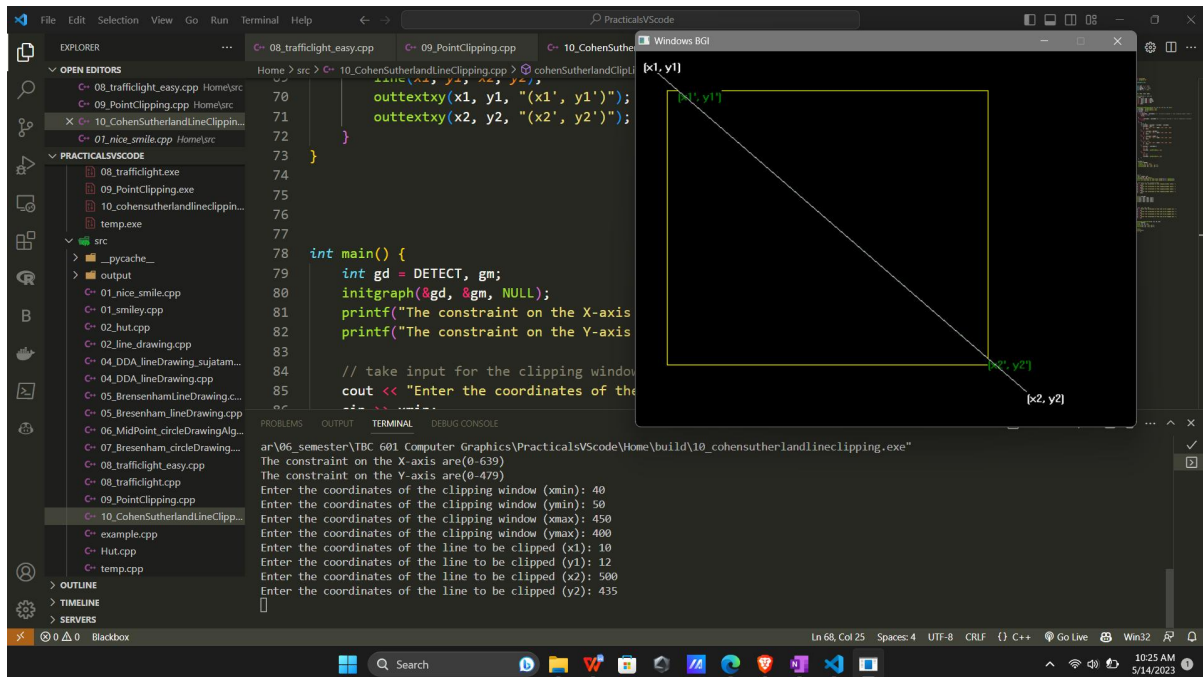 File Edit Selection View Go Run Terminal Help
PracticalsVScode
EXPLORER
OPEN EDITORS
08_trafficlight_easy.cpp Home\src
09_PointClipping.cpp Home\src
10_CohenSutherlandLineClippin...
01_nice_smile.cpp Home\src
PRACTICALSVSCODE
08_trafficlight.exe
09_PointClipping.exe
10_cohensutherlandlineclippin...
temp.exe
src
__pycache__
output
01_nice_smile.cpp
01_smiley.cpp
02_hut.cpp
02_line_drawing.cpp
04_DDA_lineDrawing_sujatam...
04_DDA_lineDrawing.cpp
05_BrensenhamLineDrawing.c...
05_Bresenham_lineDrawing.cpp
06_MidPoint_circleDrawingAlg...
07_Bresenham_circleDrawing....
08_trafficlight_easy.cpp
08_trafficlight.cpp
09_PointClipping.cpp
10_CohenSutherlandLineClipp...
example.cpp
Hut.cpp
temp.cpp
OUTLINE
TIMELINE
SERVERS
08_trafficlight_easy.cpp 09_PointClipping.cpp 10_CohenSuthe
Home > src > 10_CohenSutherlandLineClipping.cpp > cohenSutherlandClipLi
69 line(x1, y1, x2, y2);
70 outtextxy(x1, y1, "(x1', y1')");
71 outtextxy(x2, y2, "(x2', y2')");
72 }
73 }
74
75
76
77
78 int main() {
79 int gd = DETECT, gm;
80 initgraph(&gd, &gm, NULL);
81 printf("The constraint on the X-axis
82 printf("The constraint on the Y-axis
83
84 // take input for the clipping window
85 cout << "Enter the coordinates of the
86 cin >> xmin;
Windows BGI
(x1, y1)
(x1', y1')
(x2', y2')
(x2, y2)
PROBLEMS OUTPUT TERMINAL DEBUG CONSOLE
ar\06_semester\TBC 601 Computer Graphics\PracticalsVScode\Home\build\10_cohensutherlandlineclipping.exe"
The constraint on the X-axis are(0-639)
The constraint on the Y-axis are(0-479)
Enter the coordinates of the clipping window (xmin): 40
Enter the coordinates of the clipping window (ymin): 50
Enter the coordinates of the clipping window (xmax): 450
Enter the coordinates of the clipping window (ymax): 400
Enter the coordinates of the line to be clipped (x1): 10
Enter the coordinates of the line to be clipped (y1): 12
Enter the coordinates of the line to be clipped (x2): 500
Enter the coordinates of the line to be clipped (y2): 435
0 0 0 Blackbox
Ln 68, Col 25 Spaces: 4 UTF-8 CRLF {} C++ Go Live Win32
Search
10:25 AM
5/14/2023
1